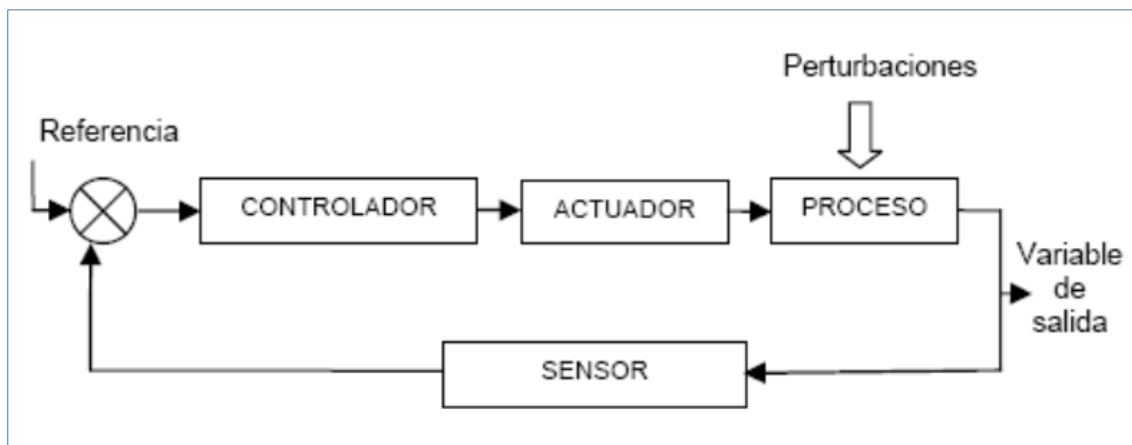 Perturbaciones
Referencia
CONTROLADOR
ACTUADOR
PROCESO
Variable
de
salida
SENSOR